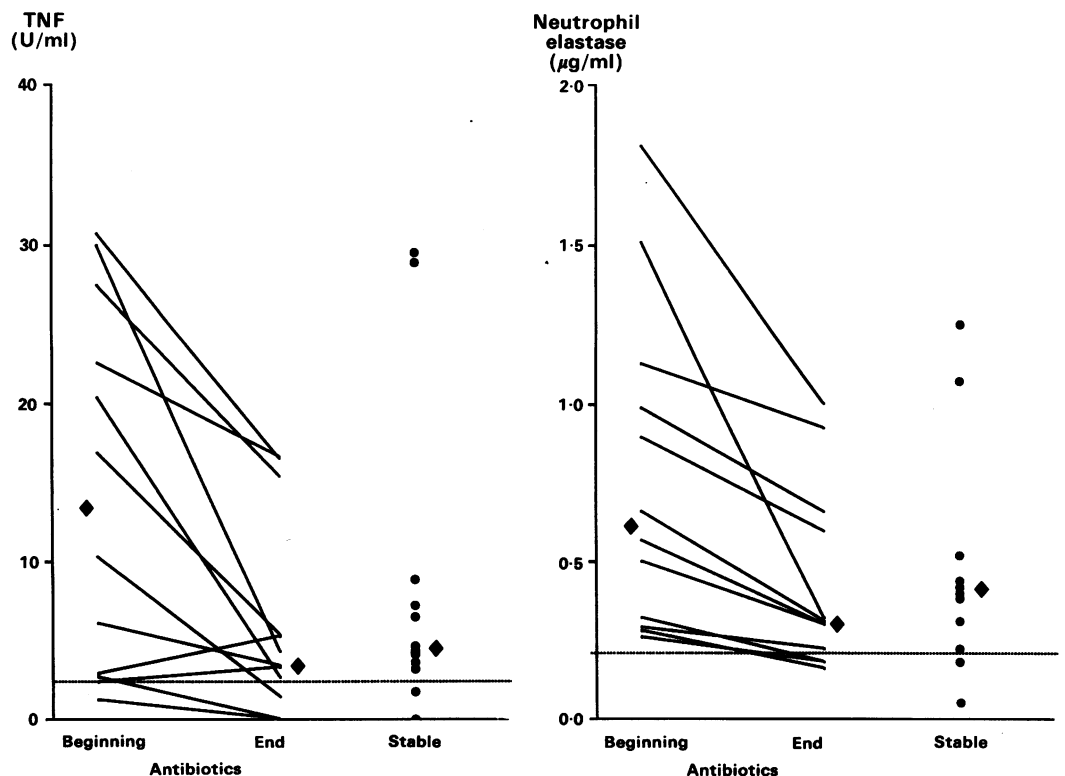 TNF
(U/ml)
40
30
20
10
0
Beginning
End
Stable
Antibiotics
Neutrophil
elastase
(μg/ml)
2·0
1·5
1·0
0·5
0·0
Beginning
End
Stable
Antibiotics